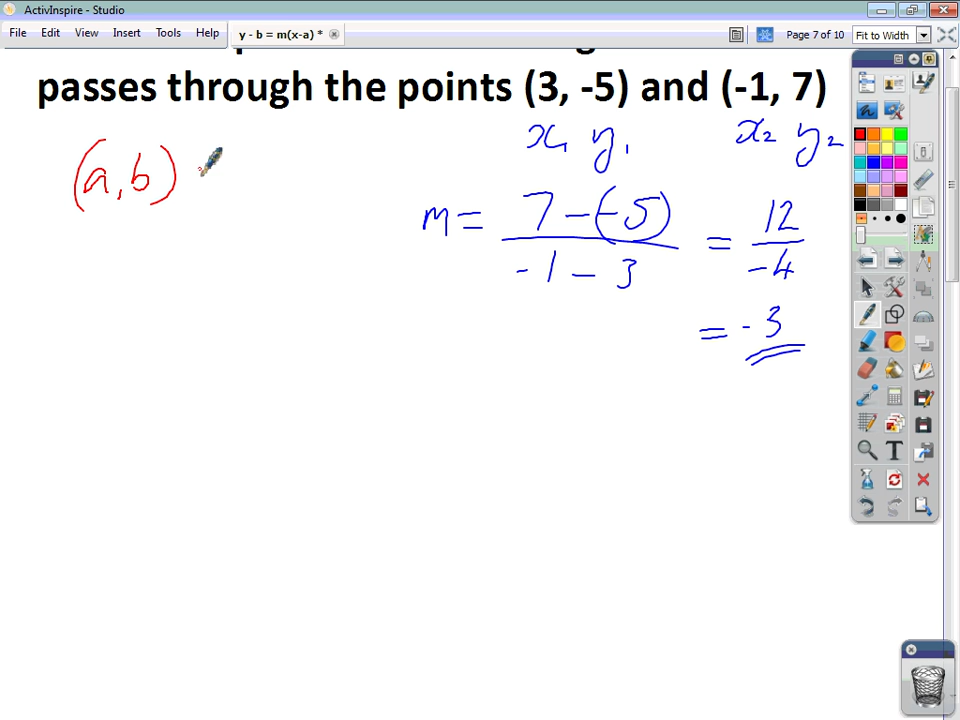 ActivInspire - Studio
File Edit View Insert Tools Help y - b = m(x-a) * Page 7 of 10 Fit to Width
passes through the points (3, -5) and (-1, 7)
x₁ y₁ x₂ y₂
(a, b)
m = 7 - (-5) / -1 - 3 = 12 / -4
= -3